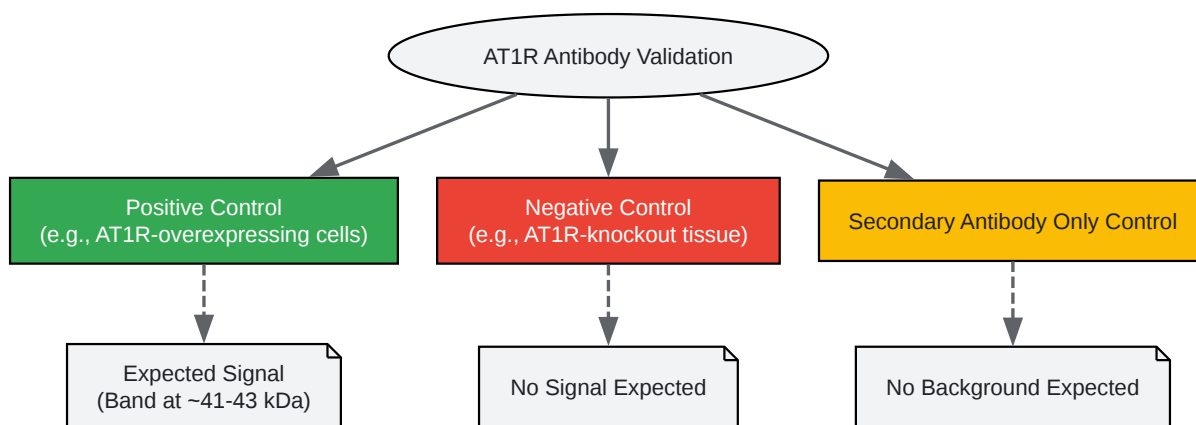 AT1R Antibody Validation
Positive Control
(e.g., AT1R-overexpressing cells)
Negative Control
(e.g., AT1R-knockout tissue)
Secondary Antibody Only Control
Expected Signal
(Band at ~41-43 kDa)
No Signal Expected
No Background Expected